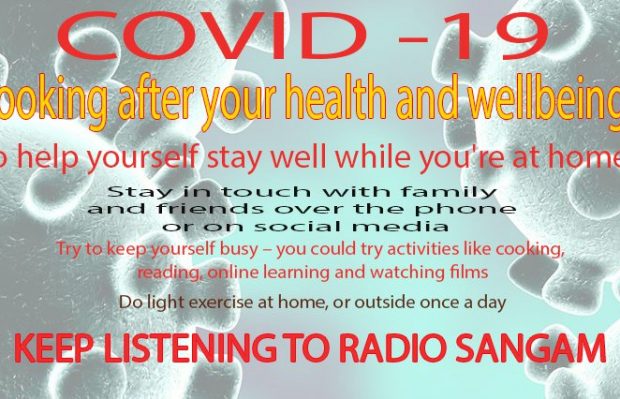 COVID -19
ooking after your health and wellbeing
o help yourself stay well while you're at home
Stay in touch with family
and friends over the phone
or on social media
Try to keep yourself busy – you could try activities like cooking,
reading, online learning and watching films
Do light exercise at home, or outside once a day
KEEP LISTENING TO RADIO SANGAM